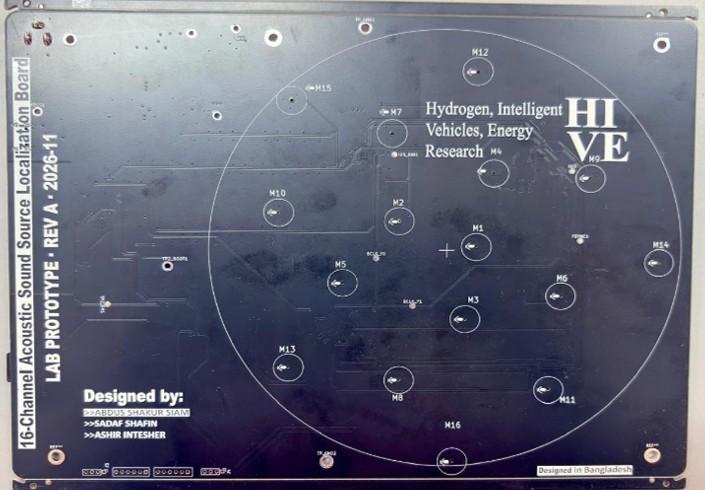 16-Channel Acoustic Sound Source Localization Board
LAB PROTOTYPE • REV A • 2026-11
M12
M15
M7
Hydrogen, Intelligent
Vehicles, Energy
Research
HI
VE
M4
M9
M10
M2
M1
M14
M5
M6
M3
M13
M8
M11
M16
Designed by:
>>ABDUS SHAKUR SIAM
>>SADAF SHAFIN
>>ASHIR INTESHER
Designed in Bangladesh